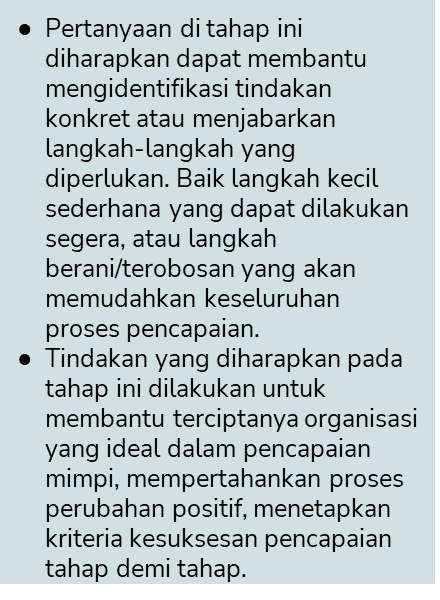 ● Pertanyaan di tahap ini
diharapkan dapat membantu
mengidentifikasi tindakan
konkret atau menjabarkan
langkah-langkah yang
diperlukan. Baik langkah kecil
sederhana yang dapat dilakukan
segera, atau langkah
berani/terobosan yang akan
memudahkan keseluruhan
proses pencapaian.
● Tindakan yang diharapkan pada
tahap ini dilakukan untuk
membantu terciptanya organisasi
yang ideal dalam pencapaian
mimpi, mempertahankan proses
perubahan positif, menetapkan
kriteria kesuksesan pencapaian
tahap demi tahap.